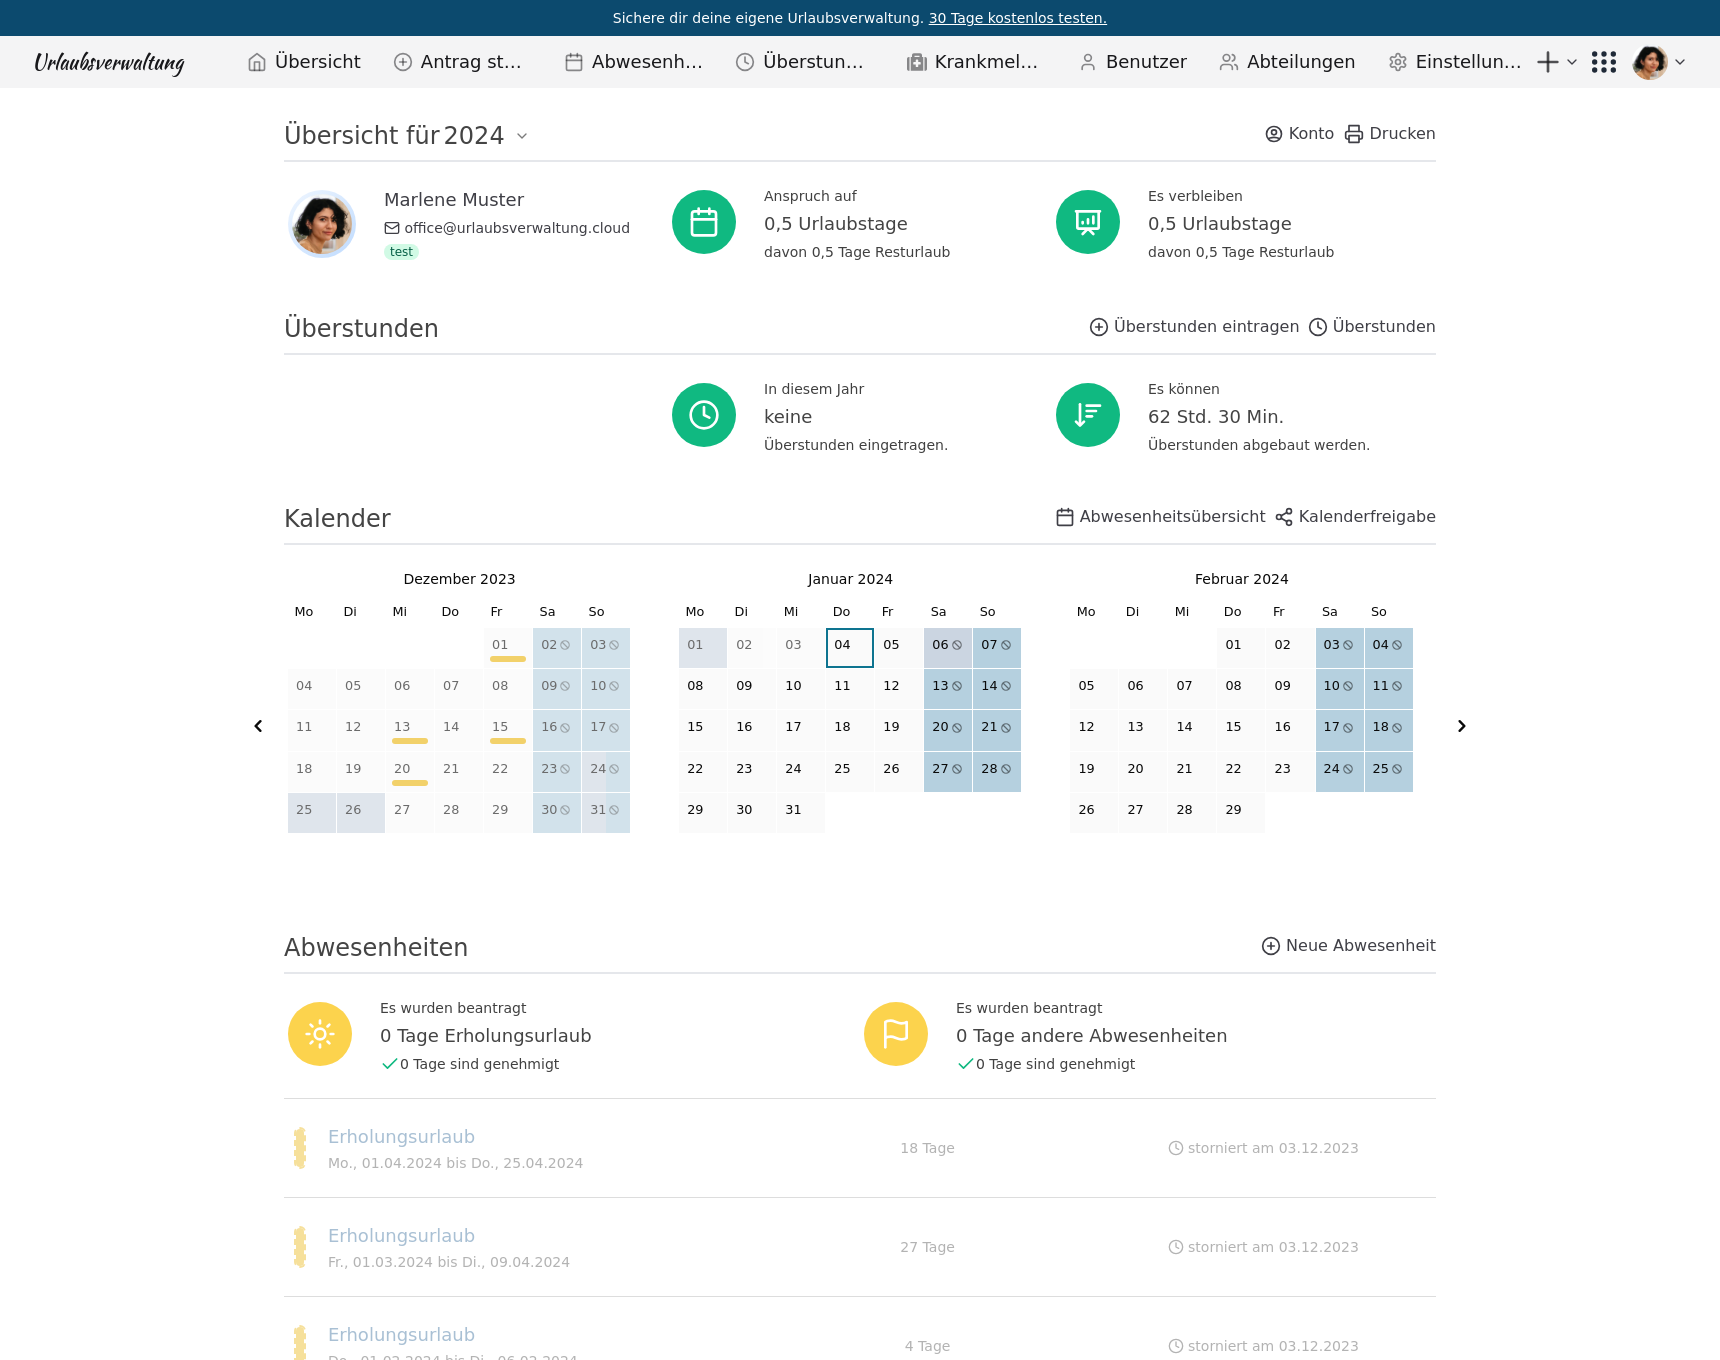 Sichere dir deine eigene Urlaubsverwaltung. 30 Tage kostenlos testen.
Urlaubsverwaltung Übersicht Antrag st... Abwesenh... Überstun... Krankmel... Benutzer Abteilungen Einstellun...
Übersicht für 2024 Konto Drucken
Marlene Muster
office@urlaubsverwaltung.cloud
test
Anspruch auf
0,5 Urlaubstage
davon 0,5 Tage Resturlaub
Es verbleiben
0,5 Urlaubstage
davon 0,5 Tage Resturlaub
Überstunden Überstunden eintragen Überstunden
In diesem Jahr
keine
Überstunden eingetragen.
Es können
62 Std. 30 Min.
Überstunden abgebaut werden.
Kalender Abwesenheitsübersicht Kalenderfreigabe
Dezember 2023
Mo Di Mi Do Fr Sa So
01 02 03
04 05 06 07 08 09 10
11 12 13 14 15 16 17
18 19 20 21 22 23 24
25 26 27 28 29 30 31
Januar 2024
Mo Di Mi Do Fr Sa So
01 02 03 04 05 06 07
08 09 10 11 12 13 14
15 16 17 18 19 20 21
22 23 24 25 26 27 28
29 30 31
Februar 2024
Mo Di Mi Do Fr Sa So
01 02 03 04
05 06 07 08 09 10 11
12 13 14 15 16 17 18
19 20 21 22 23 24 25
26 27 28 29
Abwesenheiten Neue Abwesenheit
Es wurden beantragt
0 Tage Erholungsurlaub
0 Tage sind genehmigt
Es wurden beantragt
0 Tage andere Abwesenheiten
0 Tage sind genehmigt
Erholungsurlaub
Mo., 01.04.2024 bis Do., 25.04.2024
18 Tage
storniert am 03.12.2023
Erholungsurlaub
Fr., 01.03.2024 bis Di., 09.04.2024
27 Tage
storniert am 03.12.2023
Erholungsurlaub
Do., 01.02.2024 bis Di., 06.02.2024
4 Tage
storniert am 03.12.2023